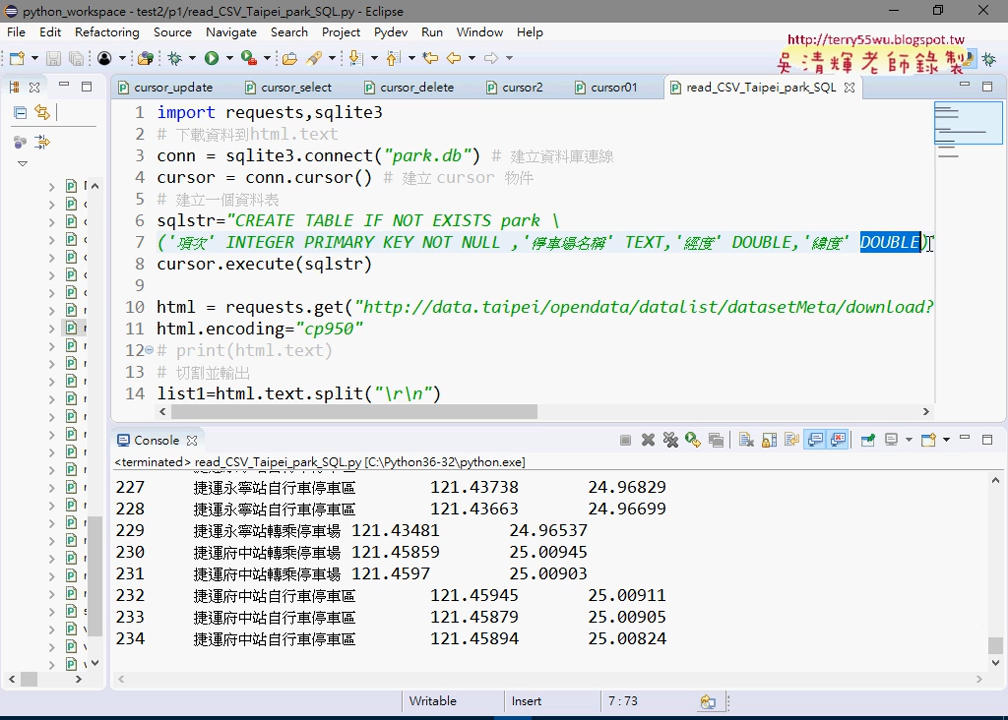 python_workspace - test2/p1/read_CSV_Taipei_park_SQL.py - Eclipse
File Edit Refactoring Source Navigate Search Project Pydev Run Window Help
http://terry55wu.blogspot.tw
吳清輝老師錄製
cursor_update cursor_select cursor_delete cursor2 cursor01 read_CSV_Taipei_park_SQL
1 import requests,sqlite3
2 # 下載資料到html.text
3 conn = sqlite3.connect("park.db") # 建立資料庫連線
4 cursor = conn.cursor() # 建立 cursor 物件
5 # 建立一個資料表
6 sqlstr="CREATE TABLE IF NOT EXISTS park \
7 ('項次' INTEGER PRIMARY KEY NOT NULL ,'停車場名稱' TEXT,'經度' DOUBLE,'緯度' DOUBLE)"
8 cursor.execute(sqlstr)
9
10 html = requests.get("http://data.taipei/opendata/datalist/datasetMeta/download?
11 html.encoding="cp950"
12 # print(html.text)
13 # 切割並輸出
14 list1=html.text.split("\r\n")
Console
<terminated> read_CSV_Taipei_park_SQL.py [C:\Python36-32\python.exe]
227 捷運永寧站自行車停車區 121.43738 24.96829
228 捷運永寧站自行車停車區 121.43663 24.96699
229 捷運永寧站轉乘停車場 121.43481 24.96537
230 捷運府中站轉乘停車場 121.45859 25.00945
231 捷運府中站轉乘停車場 121.4597 25.00903
232 捷運府中站自行車停車區 121.45945 25.00911
233 捷運府中站自行車停車區 121.45879 25.00905
234 捷運府中站自行車停車區 121.45894 25.00824
Writable Insert 7 : 73